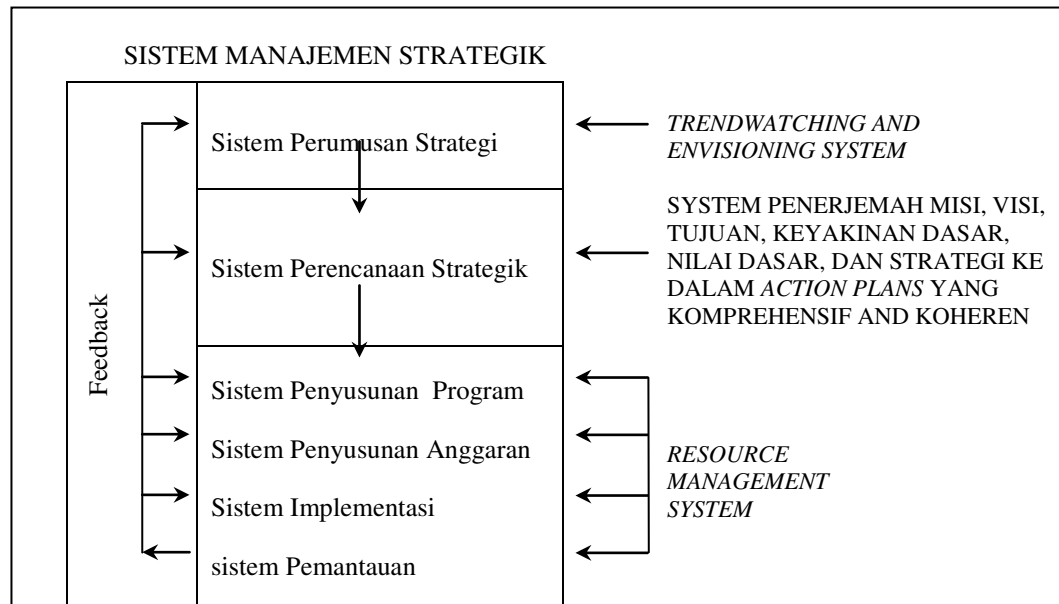 SISTEM MANAJEMEN STRATEGIK
Feedback
Sistem Perumusan Strategi
TRENDWATCHING AND
ENVISIONING SYSTEM
Sistem Perencanaan Strategik
SYSTEM PENERJEMAH MISI, VISI,
TUJUAN, KEYAKINAN DASAR,
NILAI DASAR, DAN STRATEGI KE
DALAM ACTION PLANS YANG
KOMPREHENSIF AND KOHEREN
Sistem Penyusunan Program
Sistem Penyusunan Anggaran
Sistem Implementasi
sistem Pemantauan
RESOURCE
MANAGEMENT
SYSTEM